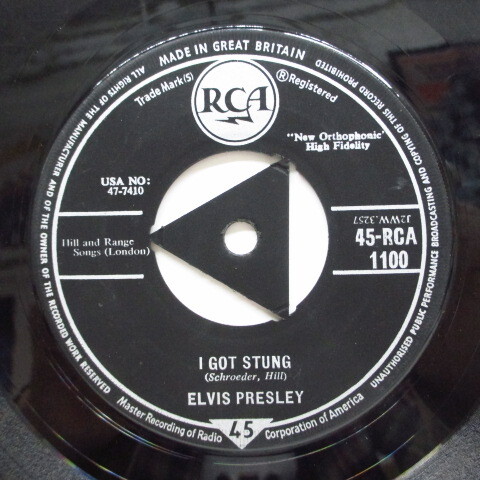 MADE IN GREAT BRITAIN
ALL RIGHTS OF THE MANUFACTURER AND OF THE OWNER OF THE RECORDED WORK RESERVED
UNAUTHORISED PUBLIC PERFORMANCE BROADCASTING AND COPYING OF THIS RECORD PROHIBITED
Trade Mark(S)
RCA
®Registered
"New Orthophonic"
High Fidelity
USA NO:
47-7410
J2WW.3257
Hill and Range
Songs (London)
45-RCA
1100
I GOT STUNG
(Schroeder, Hill)
ELVIS PRESLEY
Master Recording of Radio Corporation of America
45